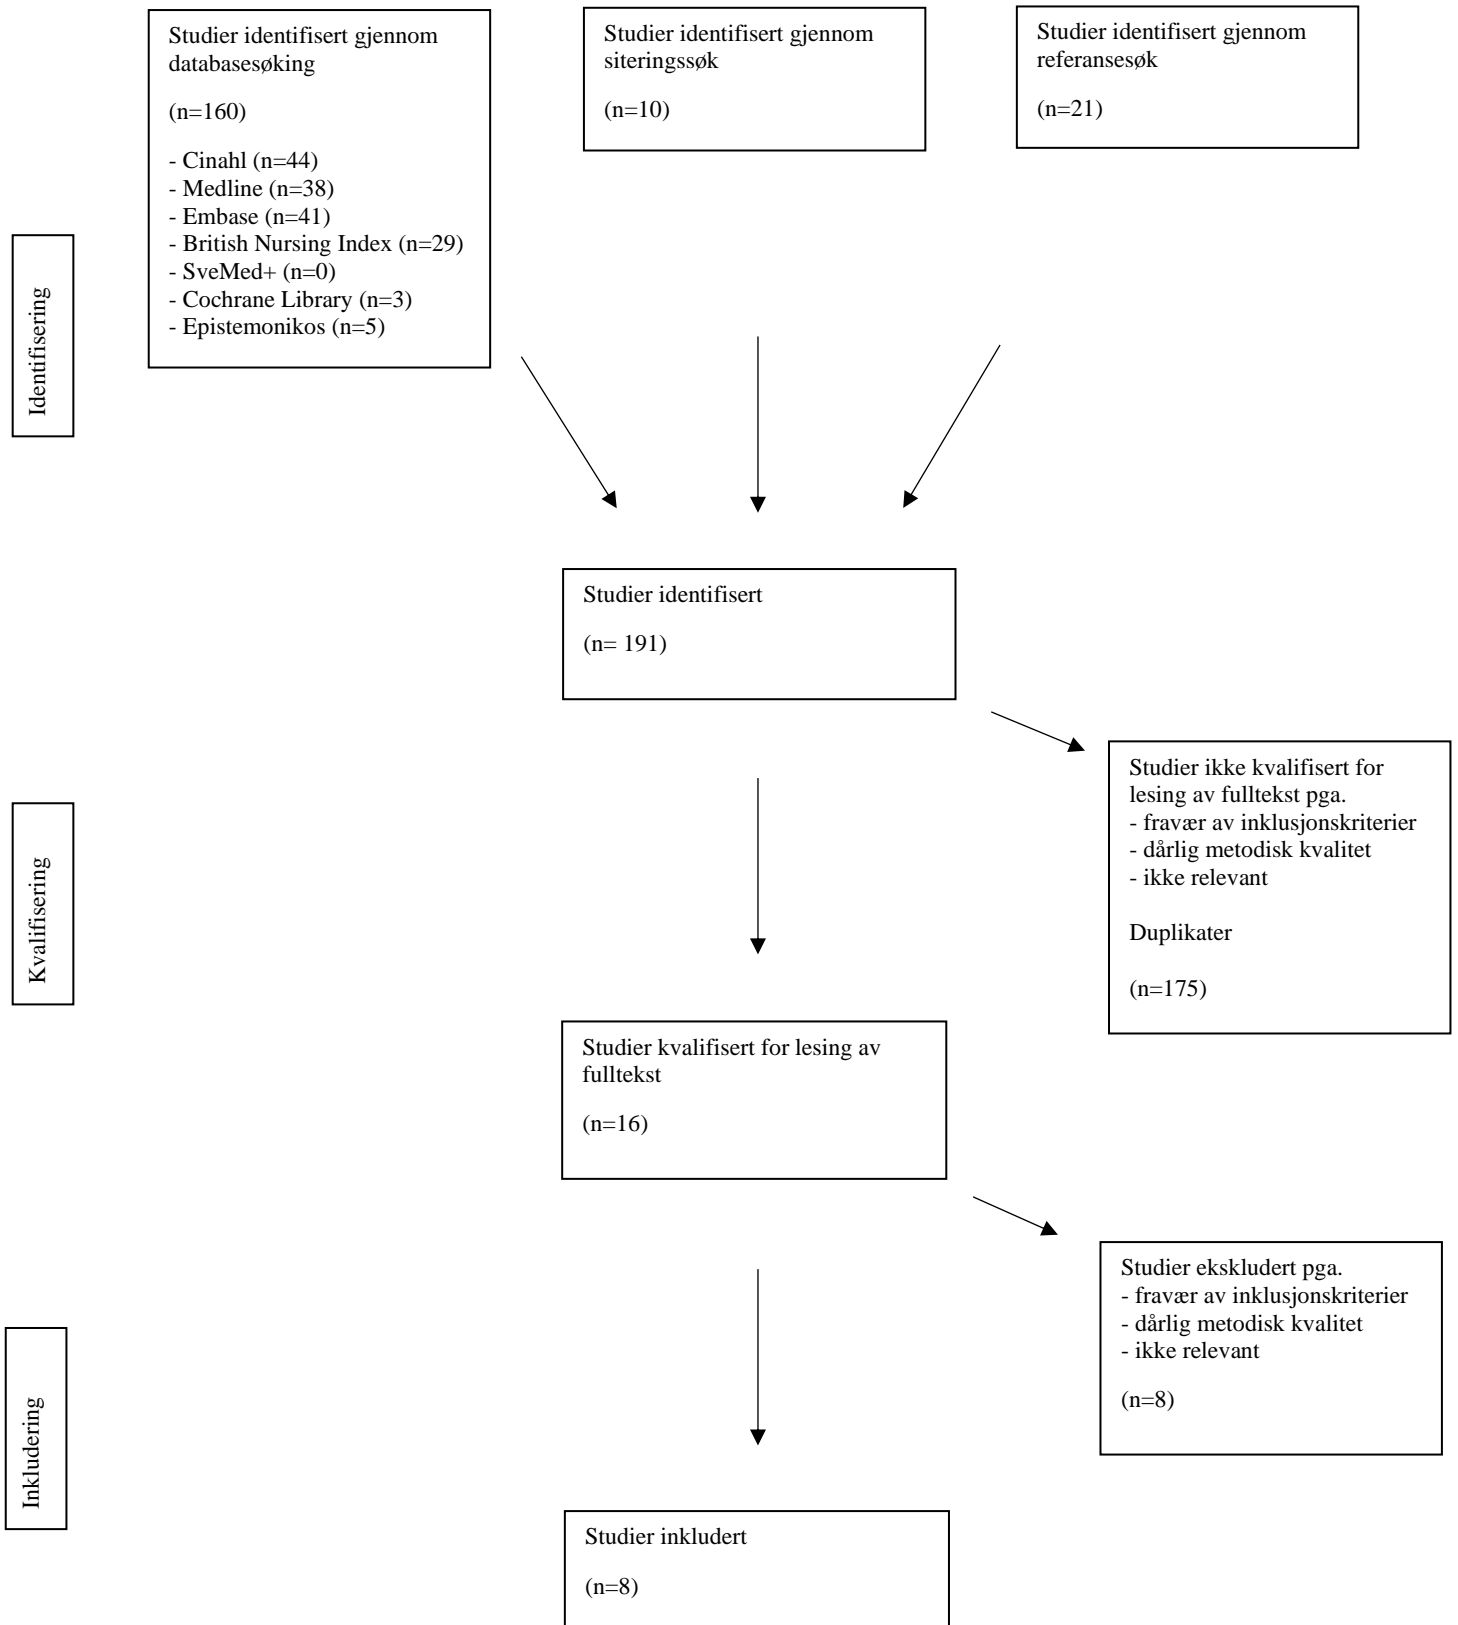 Studier identifisert gjennom
databasesøking
(n=160)
- Cinahl (n=44)
- Medline (n=38)
- Embase (n=41)
- British Nursing Index (n=29)
- SveMed+ (n=0)
- Cochrane Library (n=3)
- Epistemonikos (n=5)
Studier identifisert gjennom
siteringssøk
(n=10)
Studier identifisert gjennom
referansesøk
(n=21)
Identifisering
Studier identifisert
(n= 191)
Studier ikke kvalifisert for
lesing av fulltekst pga.
- fravær av inklusjonskriterier
- dårlig metodisk kvalitet
- ikke relevant
Duplikater
(n=175)
Kvalifisering
Studier kvalifisert for lesing av
fulltekst
(n=16)
Studier ekskludert pga.
- fravær av inklusjonskriterier
- dårlig metodisk kvalitet
- ikke relevant
(n=8)
Inkludering
Studier inkludert
(n=8)